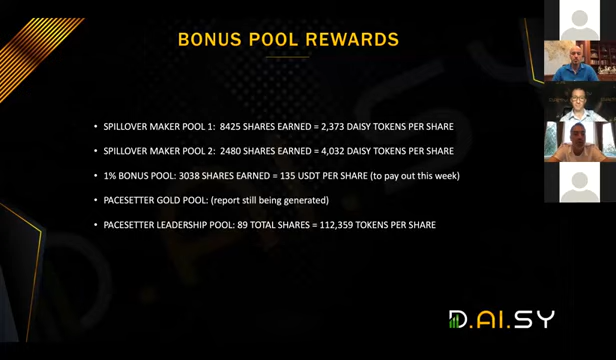 BONUS POOL REWARDS
• SPILLOVER MAKER POOL 1: 8425 SHARES EARNED = 2,373 DAISY TOKENS PER SHARE
• SPILLOVER MAKER POOL 2: 2480 SHARES EARNED = 4,032 DAISY TOKENS PER SHARE
• 1% BONUS POOL: 3038 SHARES EARNED = 135 USDT PER SHARE (to pay out this week)
• PACESETTER GOLD POOL: (report still being generated)
• PACESETTER LEADERSHIP POOL: 89 TOTAL SHARES = 112,359 TOKENS PER SHARE
D.AI.SY